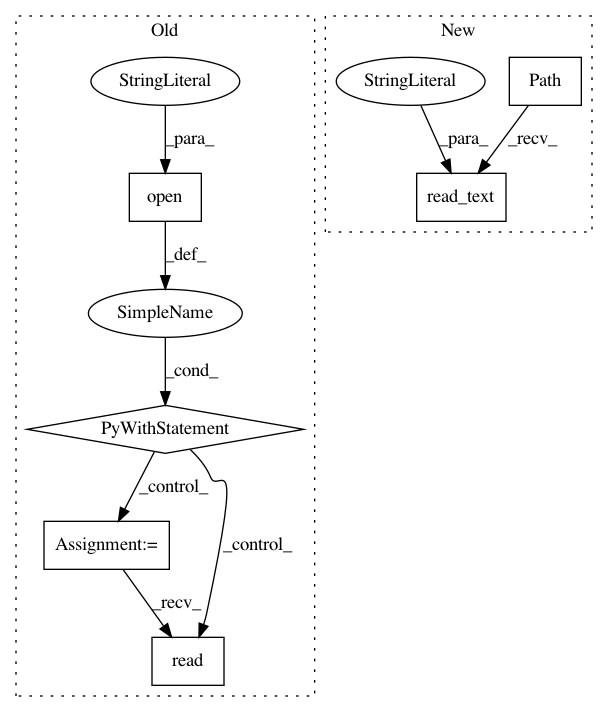 Old
StringLiteral
_para_
open
_def_
SimpleName
_cond_
PyWithStatement
_control_
_control_
Assignment:=
_recv_
read
New
StringLiteral
Path
_para_
_recv_
read_text